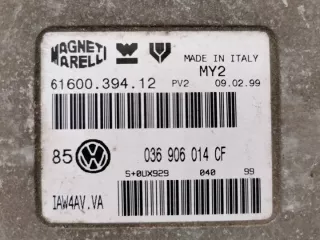 MAGNETI
MARELLI
MADE IN ITALY
MY2
61600.394.12 PV2 09.02.99
85 036 906 014 CF
S+0UX929 040 99
IAW4AV.VA